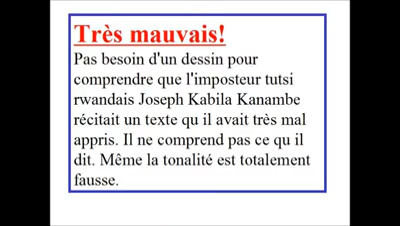 Très mauvais!
Pas besoin d'un dessin pour
comprendre que l'imposteur tutsi
rwandais Joseph Kabila Kanambe
récitait un texte qu il avait très mal
appris. Il ne comprend pas ce qu il
dit. Même la tonalité est totalement
fausse.